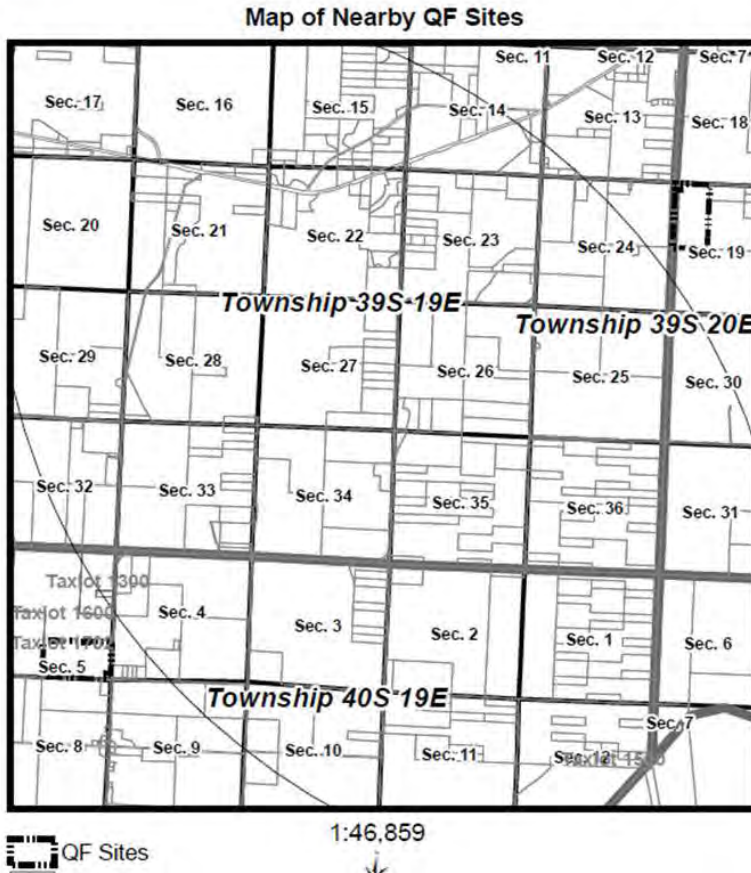 Map of Nearby QF Sites
Sec. 11 Sec. 12 Sec. 7
Sec. 17 Sec. 16 Sec. 15 Sec. 14 Sec. 13 Sec. 18
Sec. 20 Sec. 21 Sec. 22 Sec. 23 Sec. 24 Sec. 19
Township 39S 19E
Township 39S 20E
Sec. 29 Sec. 28 Sec. 27 Sec. 26 Sec. 25 Sec. 30
Sec. 32 Sec. 33 Sec. 34 Sec. 35 Sec. 36 Sec. 31
Taxlot 1300
Taxlot 1600 Sec. 4 Sec. 3 Sec. 2 Sec. 1 Sec. 6
Taxlot
Sec. 5
Township 40S 19E
Sec. 7
Sec. 8 Sec. 9 Sec. 10 Sec. 11 Sec. 12
Taxlot
1:46,859
QF Sites